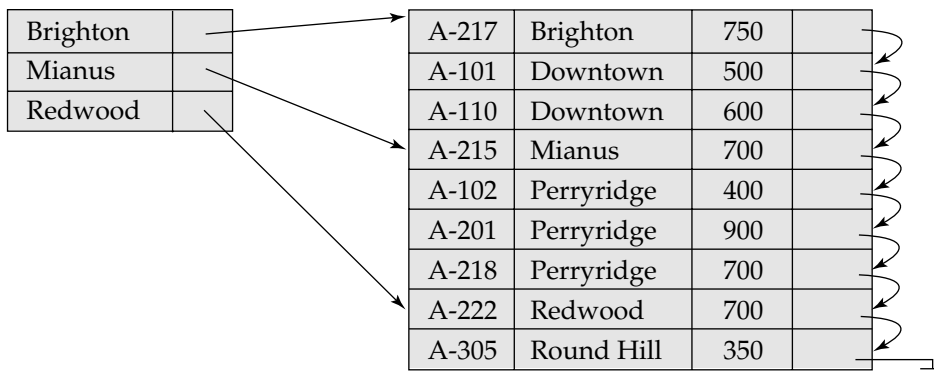 Brighton
Mianus
Redwood
A-217 Brighton 750
A-101 Downtown 500
A-110 Downtown 600
A-215 Mianus 700
A-102 Perryridge 400
A-201 Perryridge 900
A-218 Perryridge 700
A-222 Redwood 700
A-305 Round Hill 350